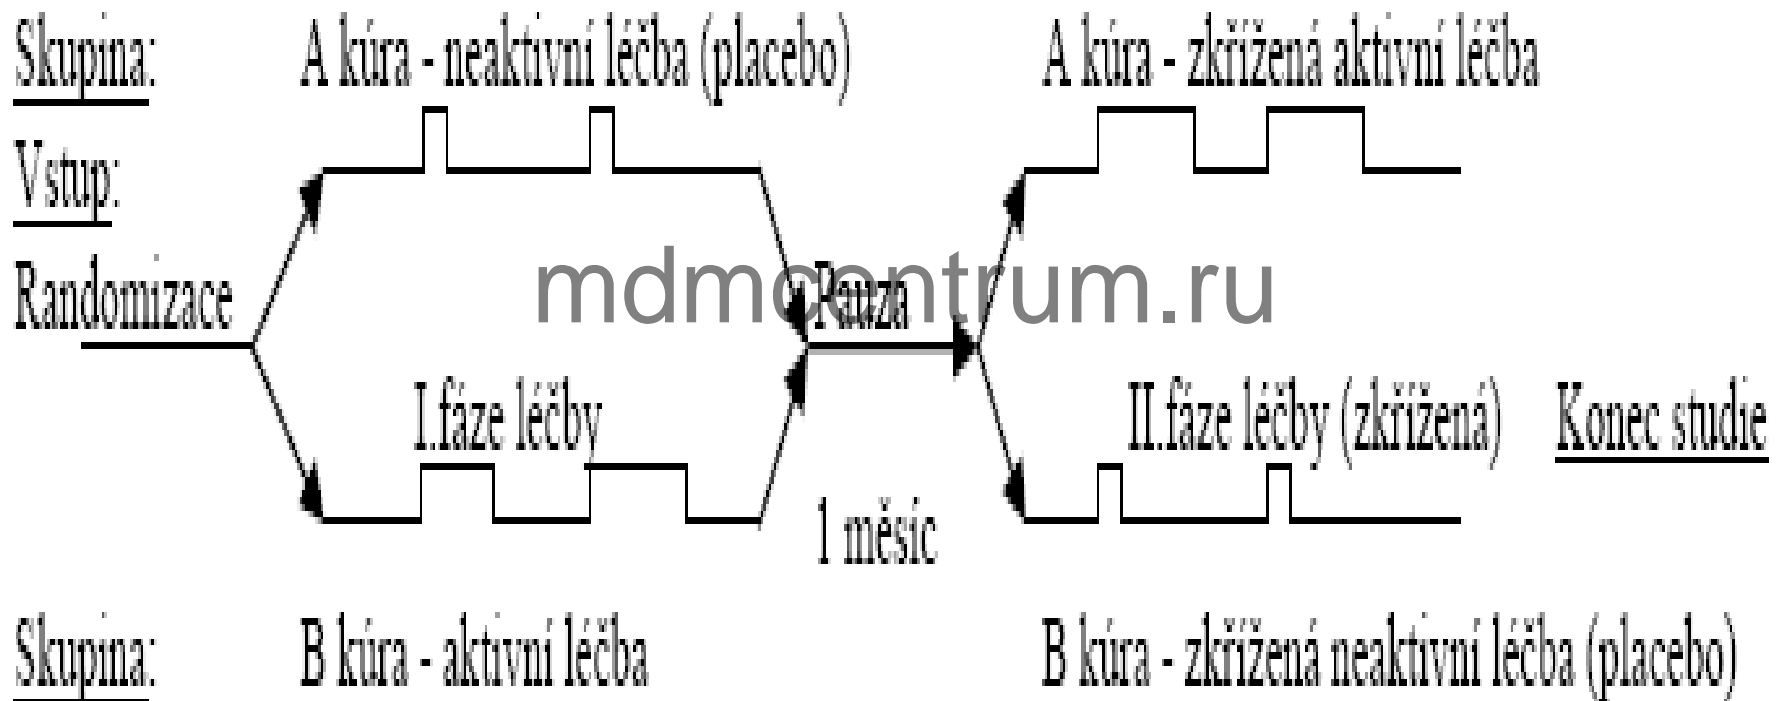 Skupina: A kúra - neaktivní léčba (placebo) A kúra - zkřížená aktivní léčba
Vstup:
Randomizace Pauza
mdmcentrum.ru
I.fáze léčby II.fáze léčby (zkřížená) Konec studie
1 měsíc
Skupina: B kúra - aktivní léčba B kúra - zkřížená neaktivní léčba (placebo)